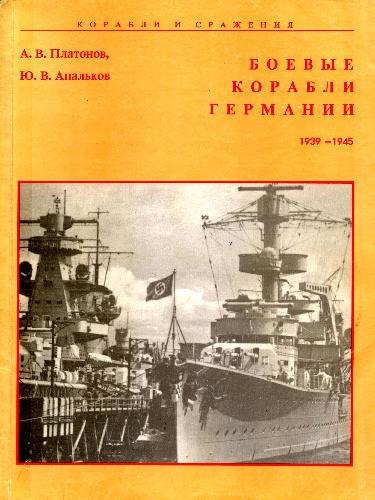 КОРАБЛИ И СРАЖЕНИЯ
А. В. Платонов,
Ю. В. Апальков
БОЕВЫЕ
КОРАБЛИ
ГЕРМАНИИ
1939 –1945